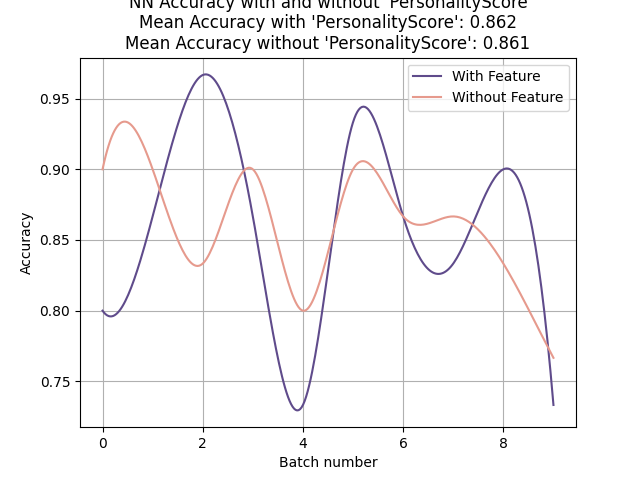 NN Accuracy with and without 'PersonalityScore'
Mean Accuracy with 'PersonalityScore': 0.862
Mean Accuracy without 'PersonalityScore': 0.861
With Feature
Without Feature
0.95
0.90
0.85
0.80
0.75
Accuracy
0 2 4 6 8
Batch number